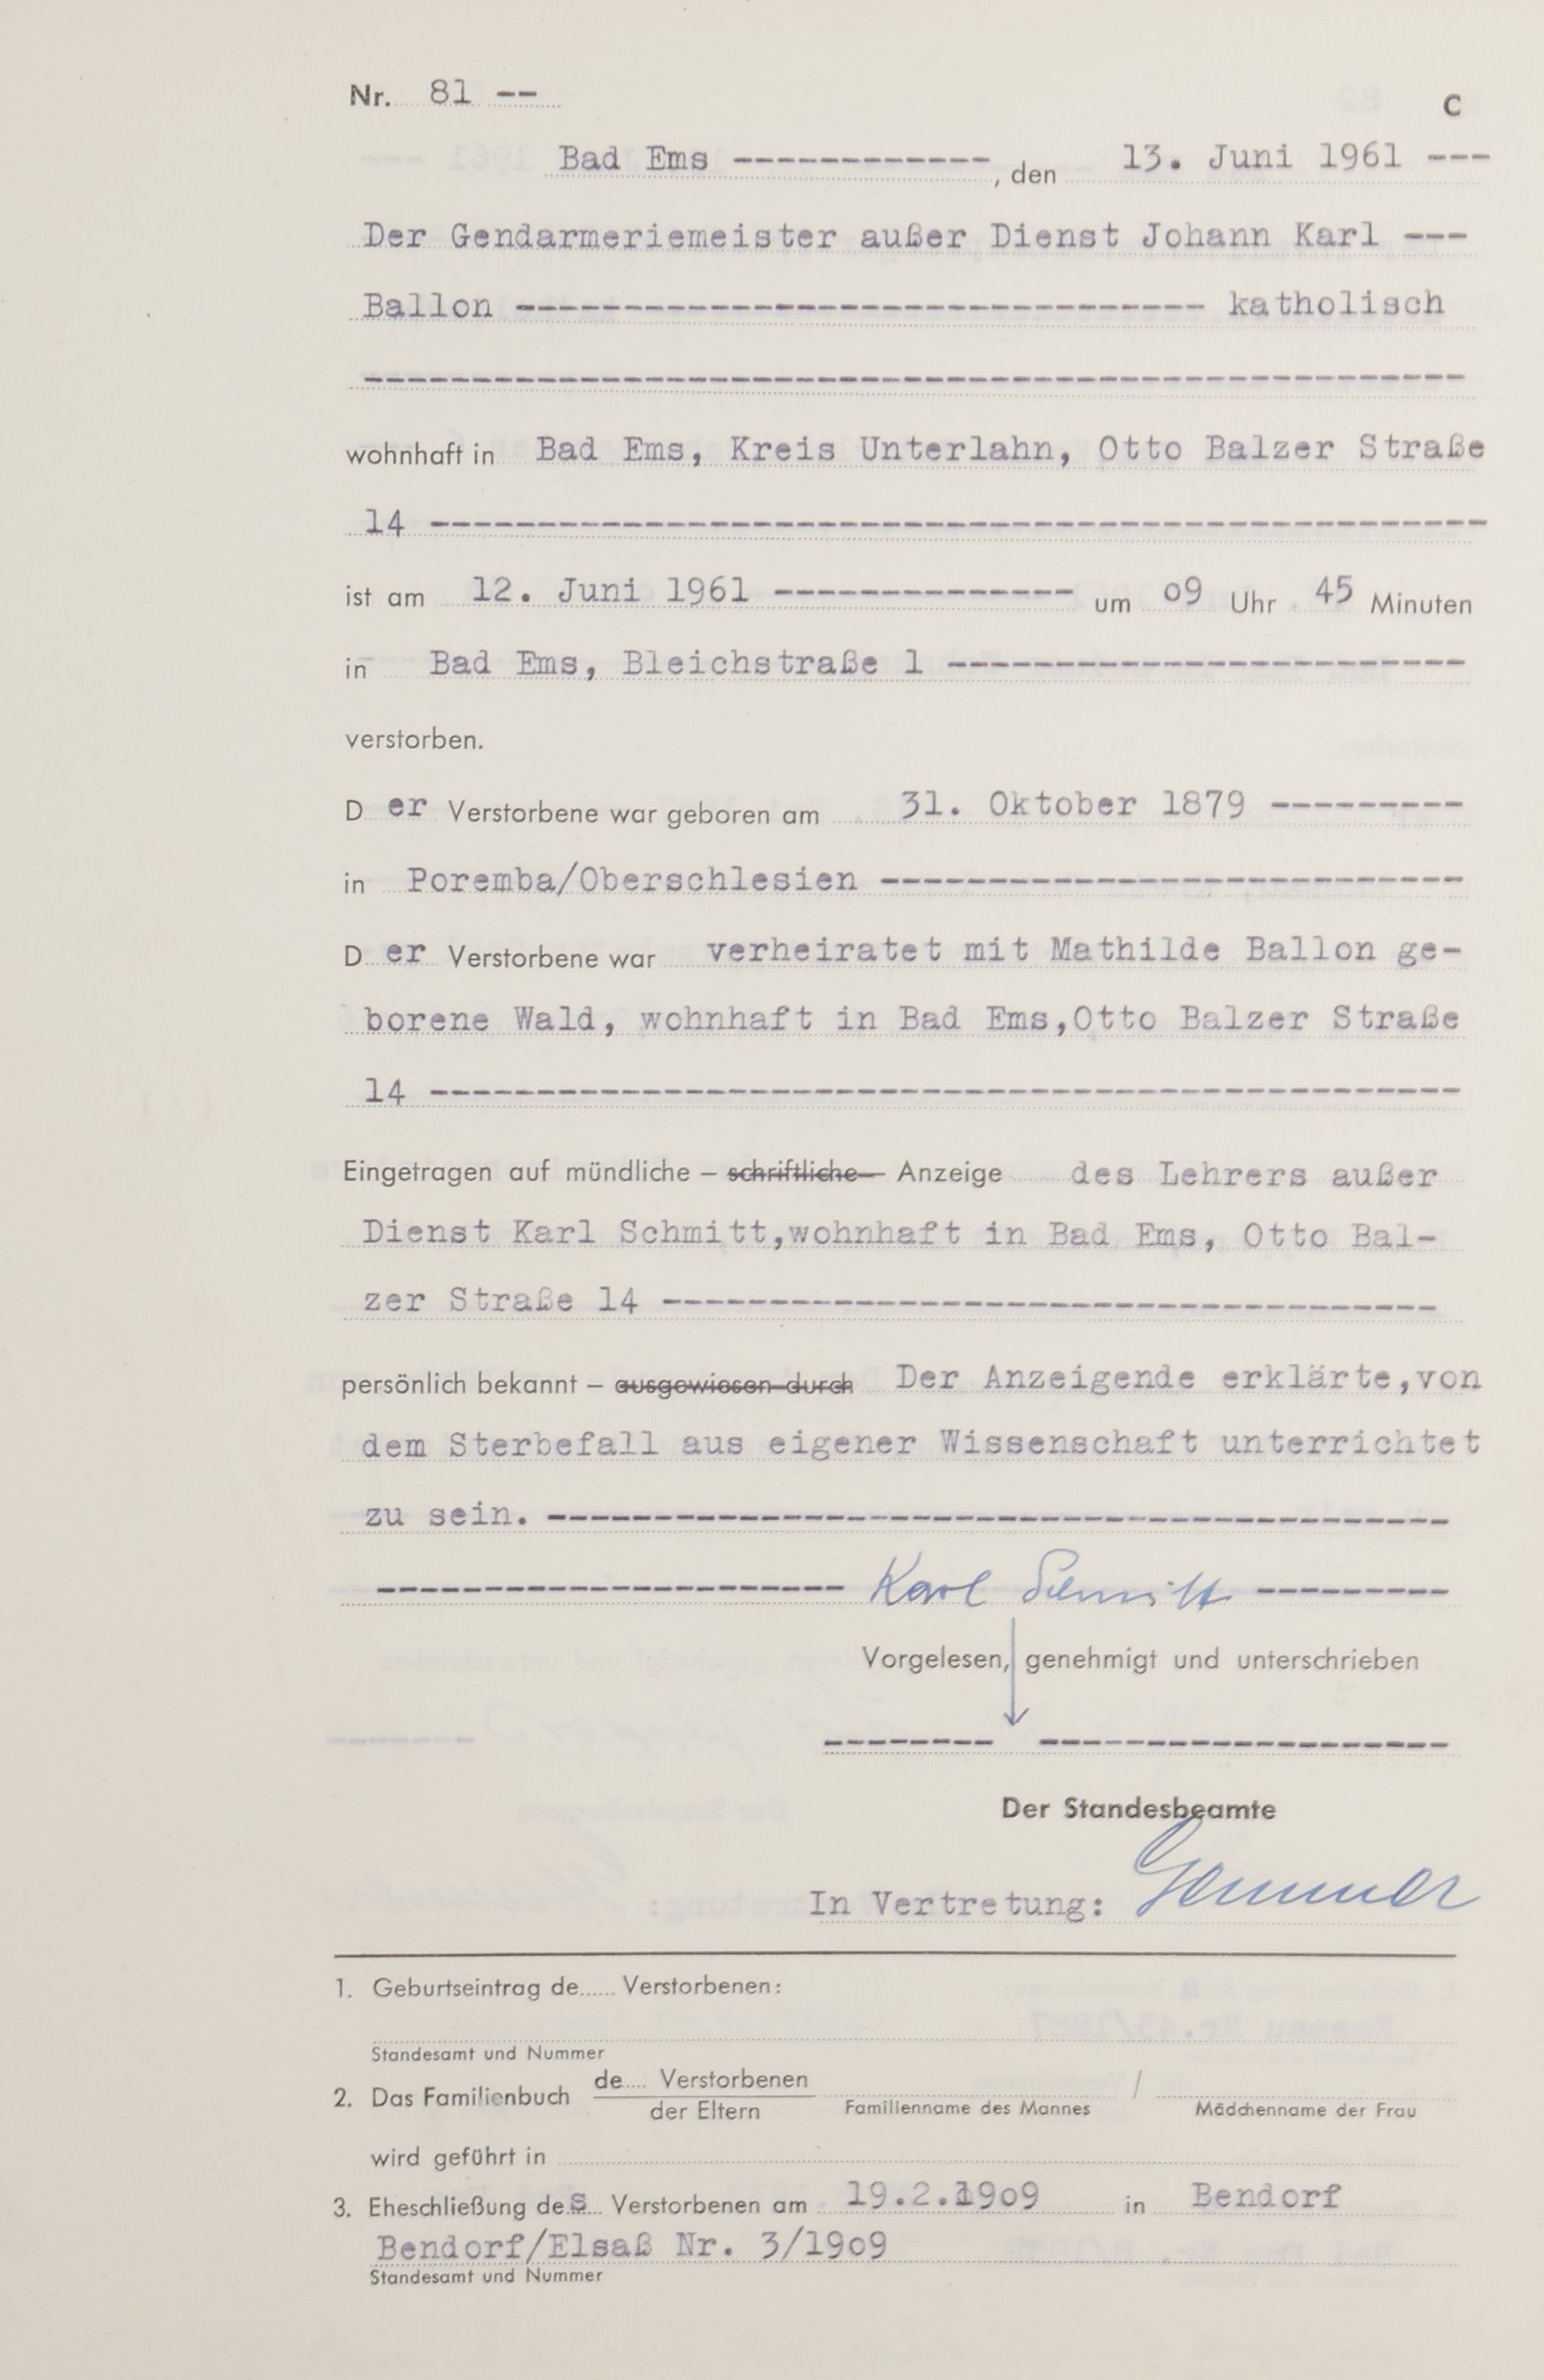 Nr. 81 --
C
Bad Ems ------------, den 13. Juni 1961 ---
Der Gendarmeriemeister außer Dienst Johann Karl ---
Ballon -------------------------------- katholisch
---------------------------------------------------
wohnhaft in Bad Ems, Kreis Unterlahn, Otto Balzer Straße
14 -------------------------------------------------
ist am 12. Juni 1961 -------------- um o9 Uhr 45 Minuten
in Bad Ems, Bleichstraße 1 ------------------------
verstorben.
D er Verstorbene war geboren am 31. Oktober 1879 ---------
in Poremba/Oberschlesien ---------------------------
D er Verstorbene war verheiratet mit Mathilde Ballon ge-
borene Wald, wohnhaft in Bad Ems,Otto Balzer Straße
14 ------------------------------------------------
Eingetragen auf mündliche – schriftliche – Anzeige des Lehrers außer
Dienst Karl Schmitt,wohnhaft in Bad Ems, Otto Bal-
zer Straße 14 ------------------------------------
persönlich bekannt – ausgewiesen durch Der Anzeigende erklärte,von
dem Sterbefall aus eigener Wissenschaft unterrichtet
zu sein. ------------------------------------------
---------------------- Karl Schmitt ---------
Vorgelesen, genehmigt und unterschrieben
-------- -------------------
Der Standesbeamte
In Vertretung:
1. Geburtseintrag de...... Verstorbenen:
Standesamt und Nummer
2. Das Familienbuch de.... Verstorbenen
der Eltern
/
Familienname des Mannes
Mädchenname der Frau
wird geführt in
3. Eheschließung des Verstorbenen am 19.2.19o9 in Bendorf
Bendorf/Elsaß Nr. 3/19o9
Standesamt und Nummer